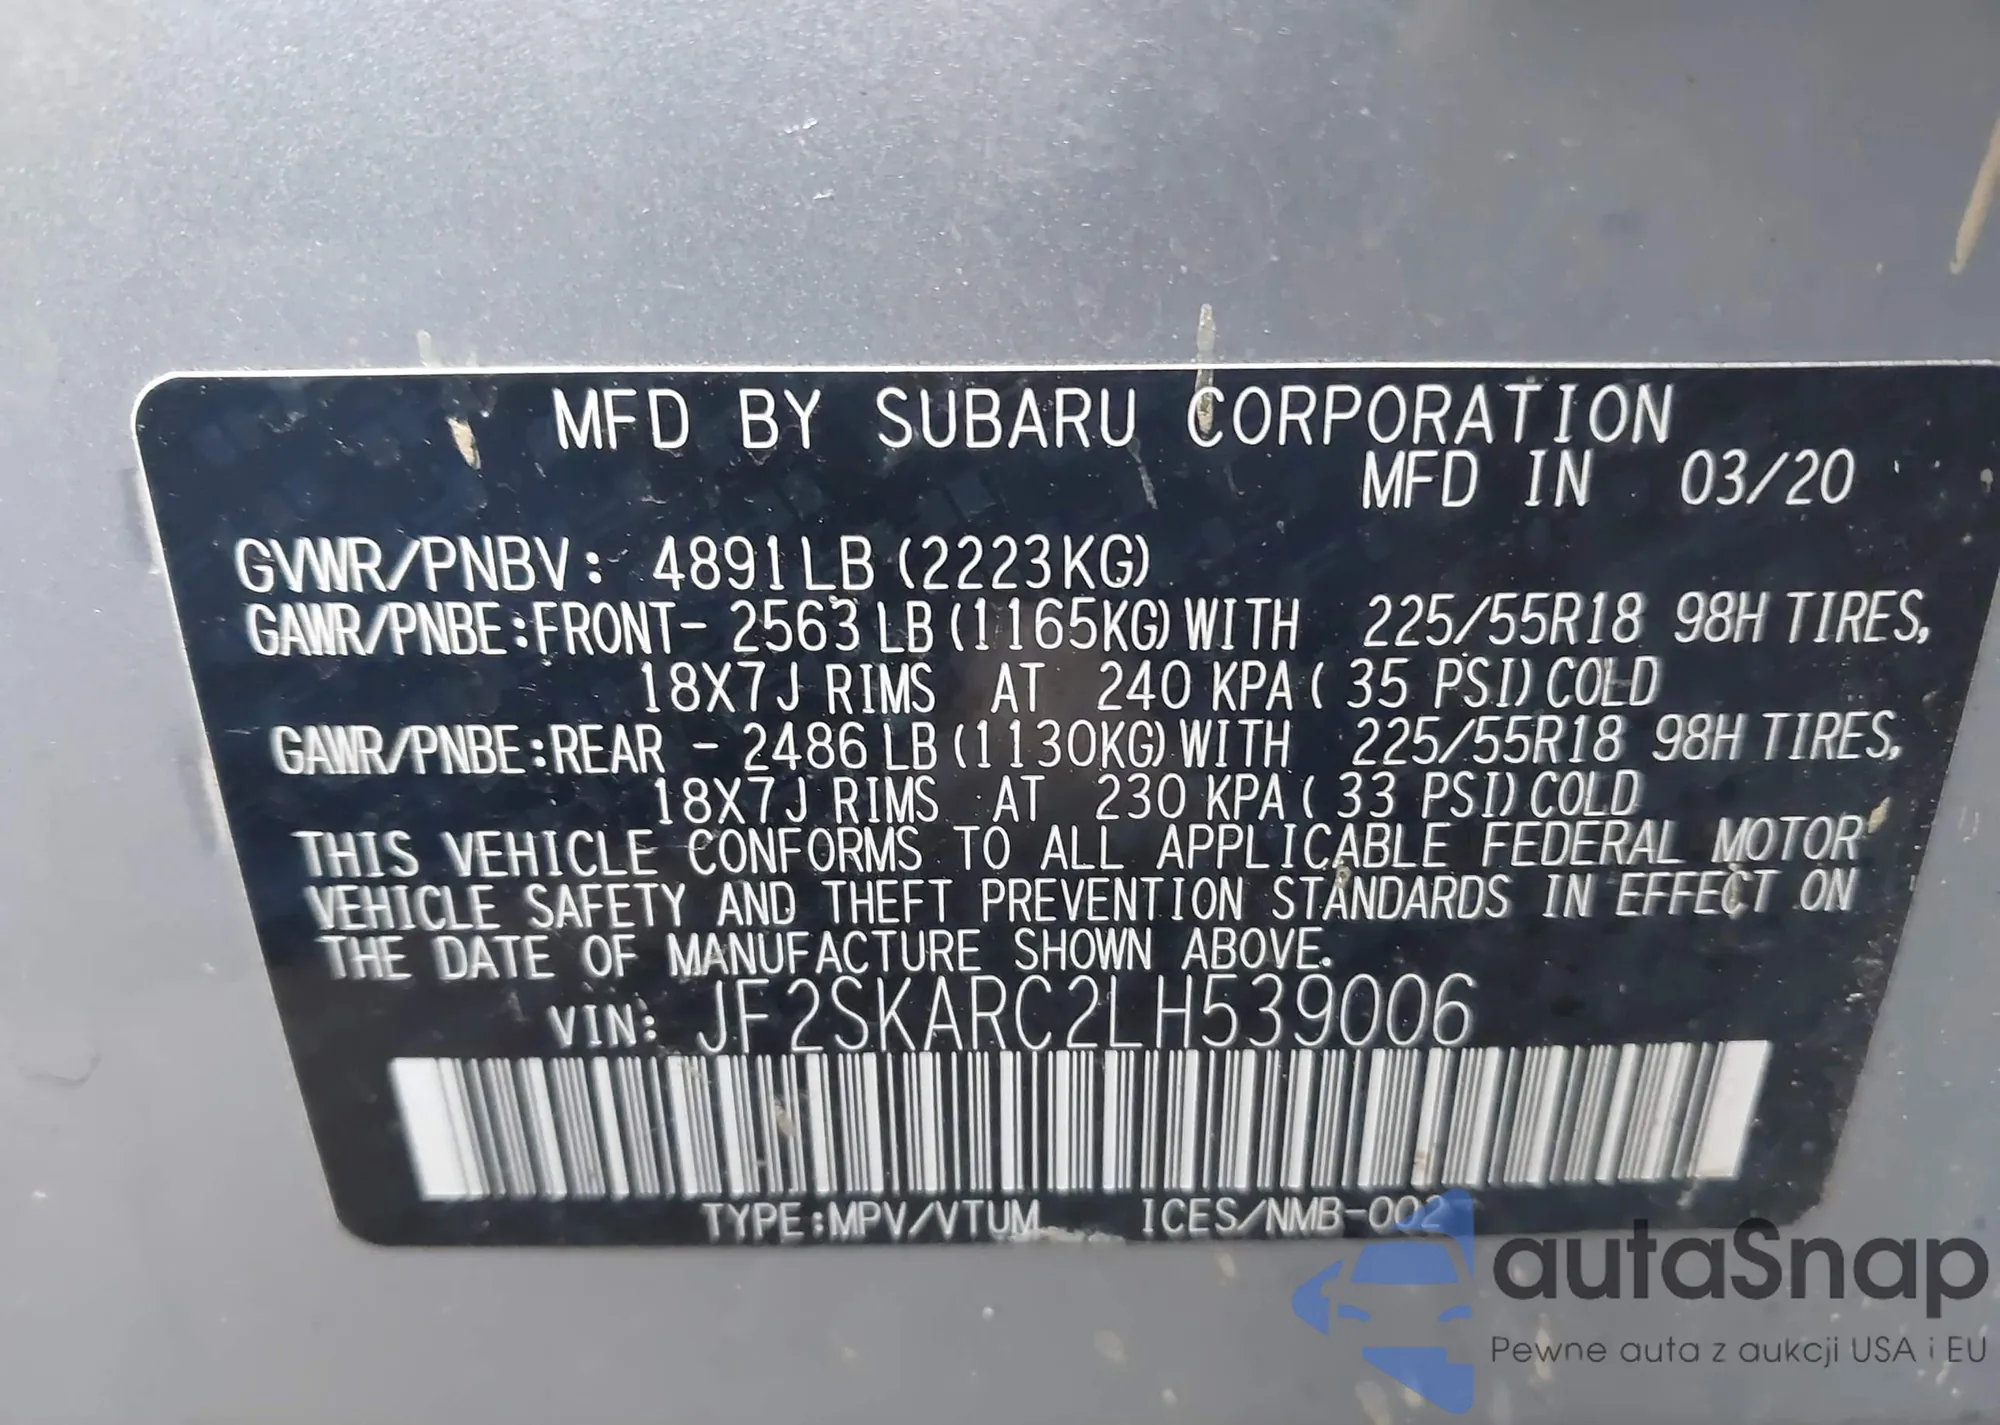 MFD BY SUBARU CORPORATION
MFD IN 03/20
GVWR/PNBV: 4891LB (2223KG)
GAWR/PNBE:FRONT- 2563 LB (1165KG) WITH 225/55R18 98H TIRES,
18X7J RIMS AT 240 KPA ( 35 PSI) COLD
GAWR/PNBE:REAR - 2486 LB (1130KG) WITH 225/55R18 98H TIRES,
18X7J RIMS AT 230 KPA ( 33 PSI) COLD
THIS VEHICLE CONFORMS TO ALL APPLICABLE FEDERAL MOTOR
VEHICLE SAFETY AND THEFT PREVENTION STANDARDS IN EFFECT ON
THE DATE OF MANUFACTURE SHOWN ABOVE.
VIN: JF2SKARC2LH539006
TYPE:MPV/VTUM ICES/NMB-002
autaSnap
Pewne auta z aukcji USA i EU